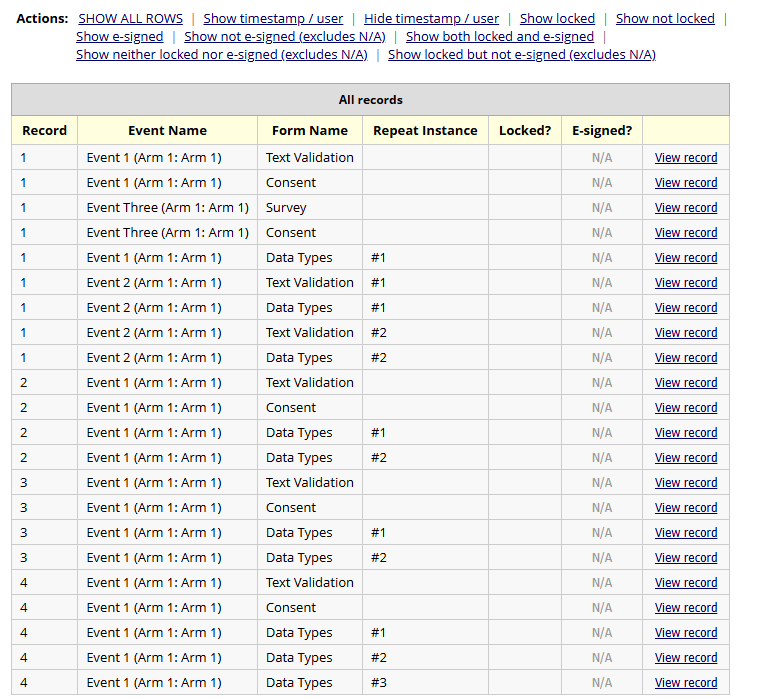 Actions: SHOW ALL ROWS | Show timestamp / user | Hide timestamp / user | Show locked | Show not locked |
Show e-signed | Show not e-signed (excludes N/A) | Show both locked and e-signed |
Show neither locked nor e-signed (excludes N/A) | Show locked but not e-signed (excludes N/A)
All records
Record Event Name Form Name Repeat Instance Locked? E-signed?
1 Event 1 (Arm 1: Arm 1) Text Validation N/A View record
1 Event 1 (Arm 1: Arm 1) Consent N/A View record
1 Event Three (Arm 1: Arm 1) Survey N/A View record
1 Event Three (Arm 1: Arm 1) Consent N/A View record
1 Event 1 (Arm 1: Arm 1) Data Types #1 N/A View record
1 Event 2 (Arm 1: Arm 1) Text Validation #1 N/A View record
1 Event 2 (Arm 1: Arm 1) Data Types #1 N/A View record
1 Event 2 (Arm 1: Arm 1) Text Validation #2 N/A View record
1 Event 2 (Arm 1: Arm 1) Data Types #2 N/A View record
2 Event 1 (Arm 1: Arm 1) Text Validation N/A View record
2 Event 1 (Arm 1: Arm 1) Consent N/A View record
2 Event 1 (Arm 1: Arm 1) Data Types #1 N/A View record
2 Event 1 (Arm 1: Arm 1) Data Types #2 N/A View record
3 Event 1 (Arm 1: Arm 1) Text Validation N/A View record
3 Event 1 (Arm 1: Arm 1) Consent N/A View record
3 Event 1 (Arm 1: Arm 1) Data Types #1 N/A View record
3 Event 1 (Arm 1: Arm 1) Data Types #2 N/A View record
4 Event 1 (Arm 1: Arm 1) Text Validation N/A View record
4 Event 1 (Arm 1: Arm 1) Consent N/A View record
4 Event 1 (Arm 1: Arm 1) Data Types #1 N/A View record
4 Event 1 (Arm 1: Arm 1) Data Types #2 N/A View record
4 Event 1 (Arm 1: Arm 1) Data Types #3 N/A View record